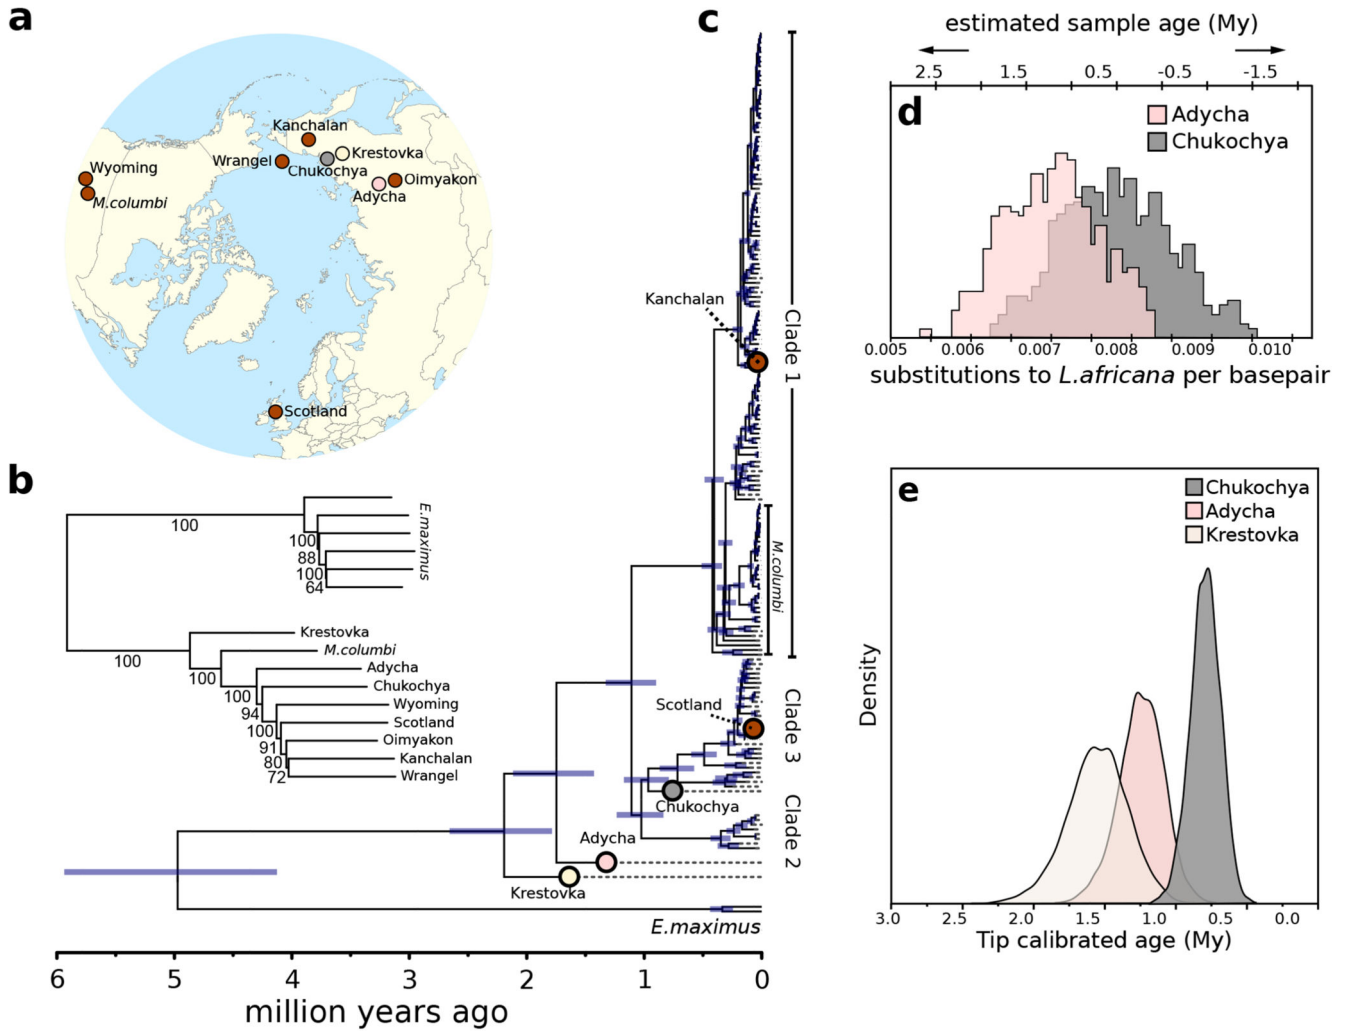 a
Kanchalan
Wrangel
Krestovka
Chukochya
Wyoming
Oimyakon
M.columbi
Adycha
Scotland
b
100
100
88
100
64
E.maximus
Krestovka
100
M.columbi
100
Adycha
100
Chukochya
94
Wyoming
100
Scotland
91
Oimyakon
80
Kanchalan
72
Wrangel
c
Kanchalan
Clade 1
M.columbi
Scotland
Clade 3
Chukochya
Clade 2
Adycha
Krestovka
E.maximus
6 5 4 3 2 1 0
million years ago
estimated sample age (My)
2.5 1.5 0.5 -0.5 -1.5
d
Adycha
Chukochya
0.005 0.006 0.007 0.008 0.009 0.010
substitutions to L.africana per basepair
e
Chukochya
Adycha
Krestovka
Density
3.0 2.5 2.0 1.5 1.0 0.5 0.0
Tip calibrated age (My)